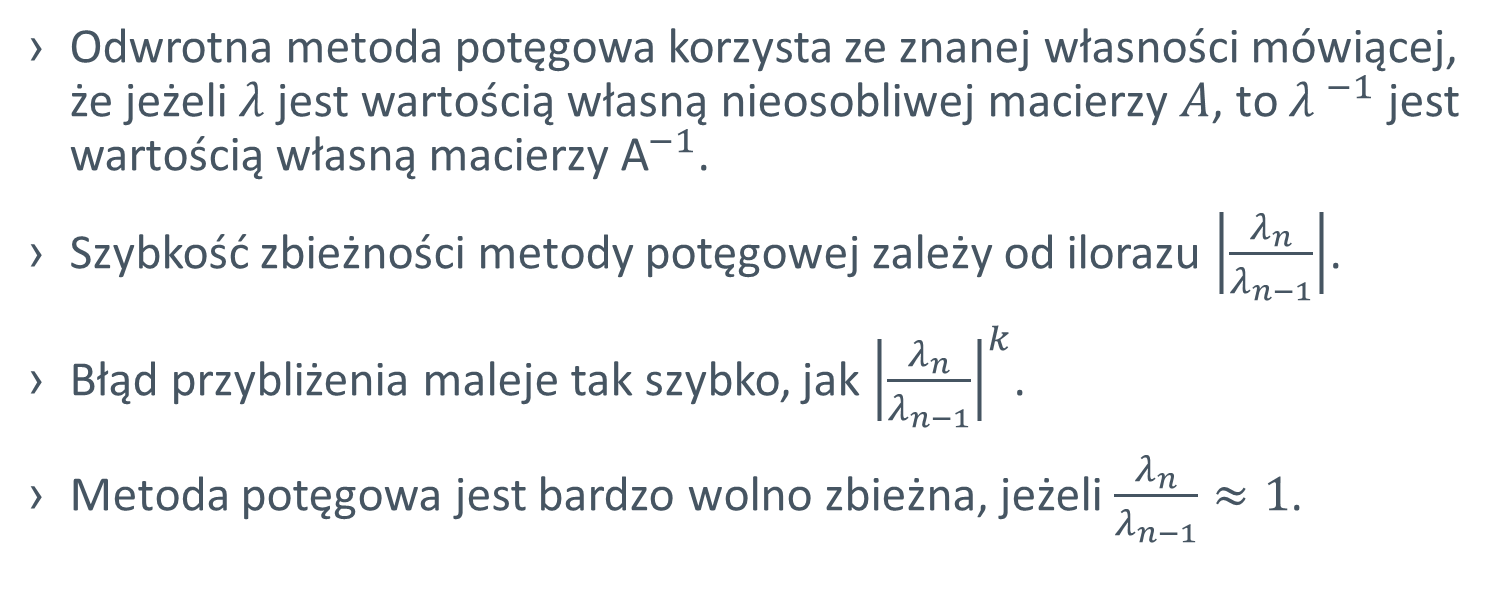 › Odwrotna metoda potęgowa korzysta ze znanej własności mówiącej,
że jeżeli λ jest wartością własną nieosobliwej macierzy A, to λ⁻¹ jest
wartością własną macierzy A⁻¹.
› Szybkość zbieżności metody potęgowej zależy od ilorazu |λₙ/λₙ₋₁|.
› Błąd przybliżenia maleje tak szybko, jak |λₙ/λₙ₋₁|ᵏ.
› Metoda potęgowa jest bardzo wolno zbieżna, jeżeli λₙ/λₙ₋₁ ≈ 1.